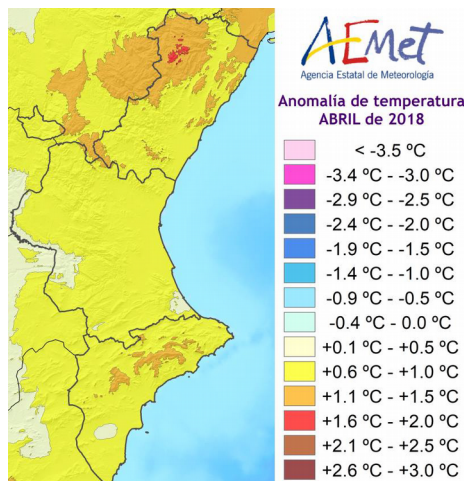 AEMet
Agencia Estatal de Meteorología
Anomalía de temperatura
ABRIL de 2018
< -3.5 ºC
-3.4 ºC - -3.0 ºC
-2.9 ºC - -2.5 ºC
-2.4 ºC - -2.0 ºC
-1.9 ºC - -1.5 ºC
-1.4 ºC - -1.0 ºC
-0.9 ºC - -0.5 ºC
-0.4 ºC - 0.0 ºC
+0.1 ºC - +0.5 ºC
+0.6 ºC - +1.0 ºC
+1.1 ºC - +1.5 ºC
+1.6 ºC - +2.0 ºC
+2.1 ºC - +2.5 ºC
+2.6 ºC - +3.0 ºC